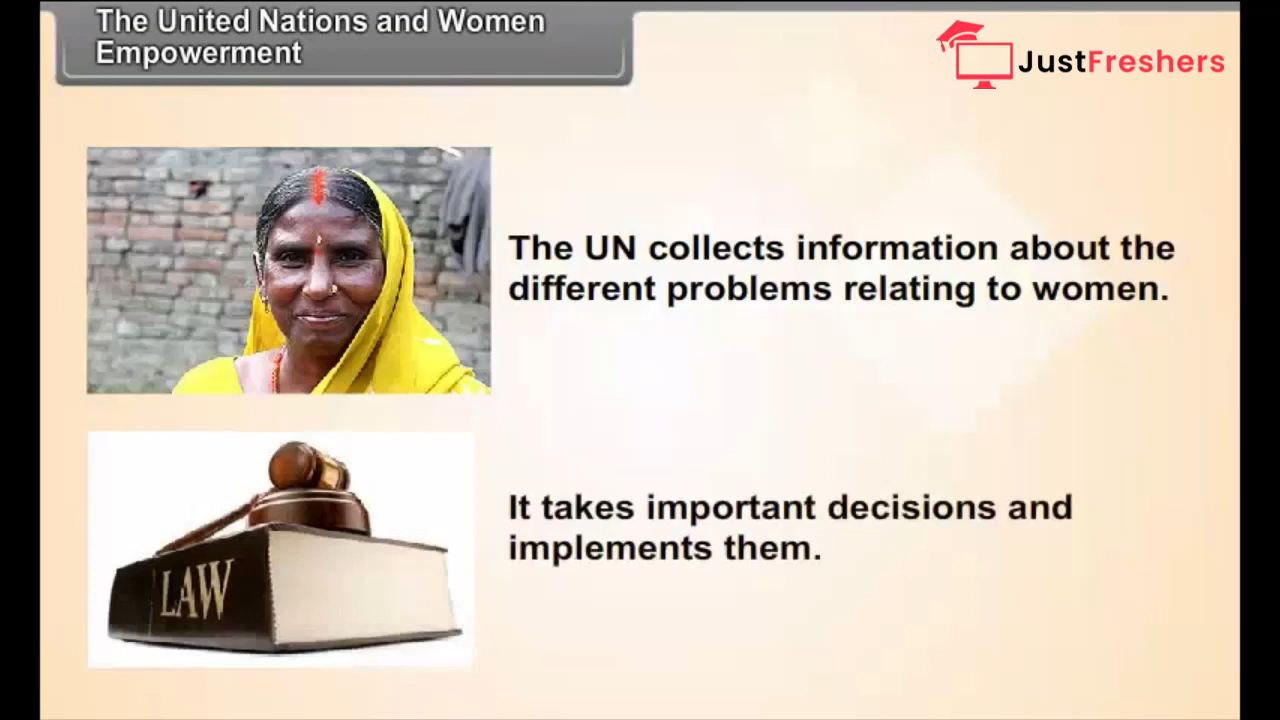 The United Nations and Women
Empowerment
JustFreshers
The UN collects information about the
different problems relating to women.
LAW
It takes important decisions and
implements them.